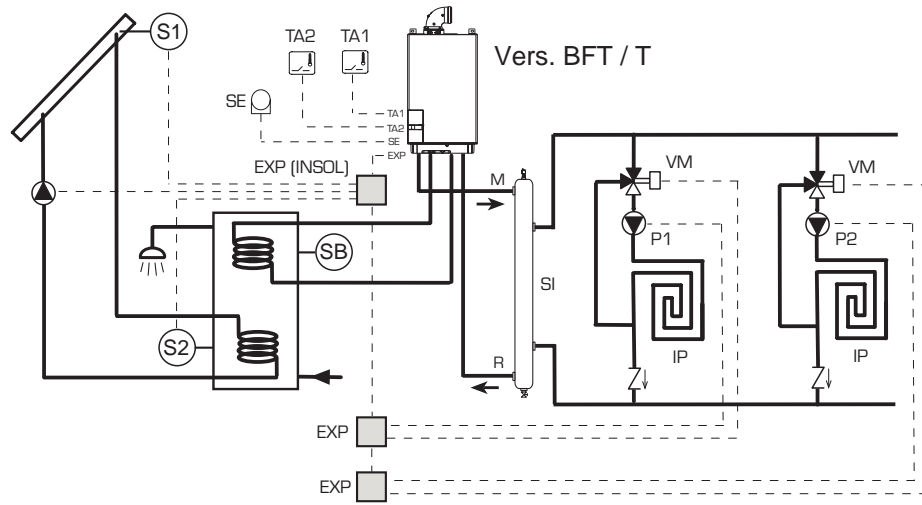 S1
TA2
TA1
Vers. BFT / T
SE
TA1
TA2
SE
EXP
EXP (INSOL)
M
VM
VM
P1
P2
SB
SI
S2
R
IP
IP
EXP
EXP